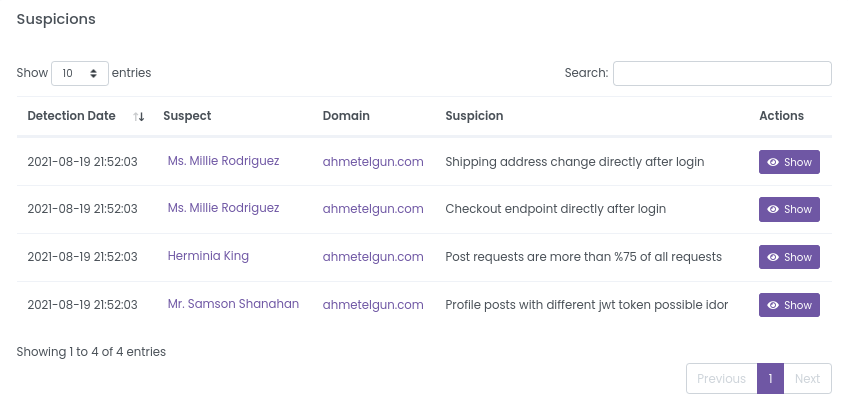 Suspicions
Show 10 entries Search:
Detection Date Suspect Domain Suspicion Actions
2021-08-19 21:52:03 Ms. Millie Rodriguez ahmetelgun.com Shipping address change directly after login Show
2021-08-19 21:52:03 Ms. Millie Rodriguez ahmetelgun.com Checkout endpoint directly after login Show
2021-08-19 21:52:03 Herminia King ahmetelgun.com Post requests are more than %75 of all requests Show
2021-08-19 21:52:03 Mr. Samson Shanahan ahmetelgun.com Profile posts with different jwt token possible idor Show
Showing 1 to 4 of 4 entries
Previous 1 Next